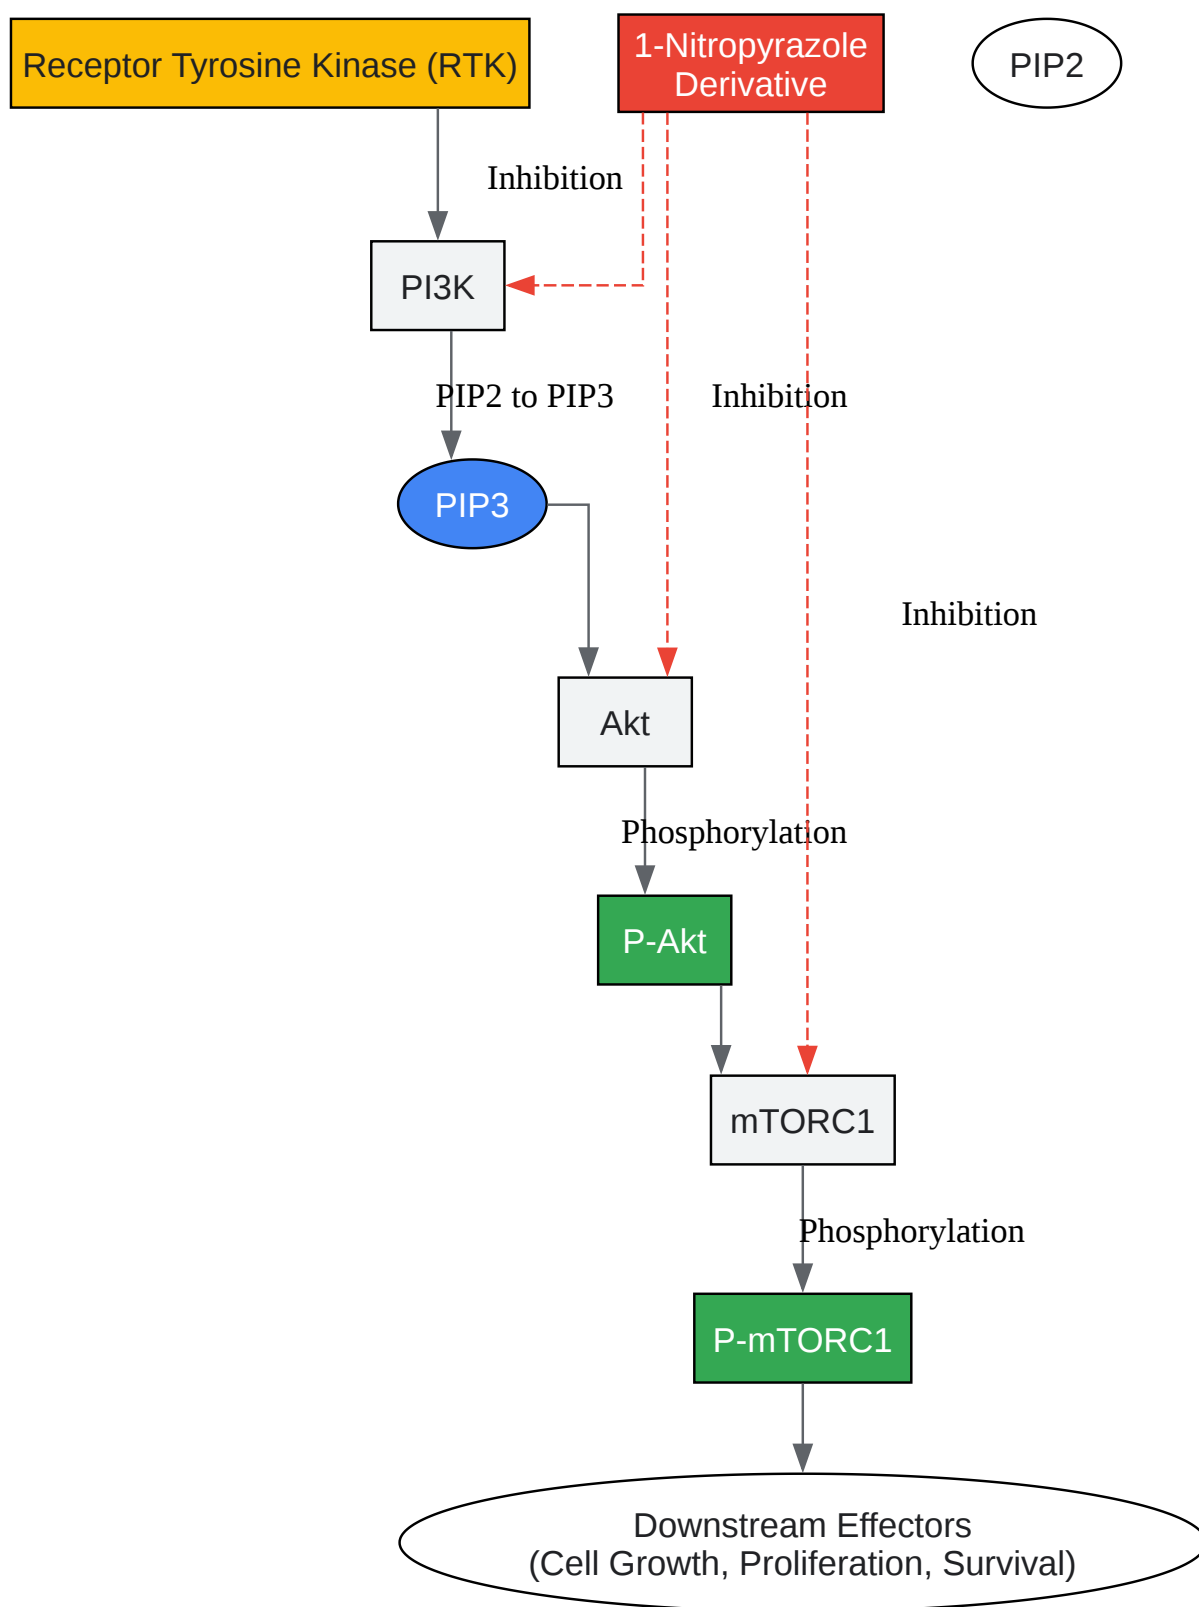 Receptor Tyrosine Kinase (RTK)
1-Nitropyrazole
Derivative
PIP2
Inhibition
PI3K
PIP2 to PIP3
Inhibition
PIP3
Inhibition
Akt
Phosphorylation
P-Akt
mTORC1
Phosphorylation
P-mTORC1
Downstream Effectors
(Cell Growth, Proliferation, Survival)